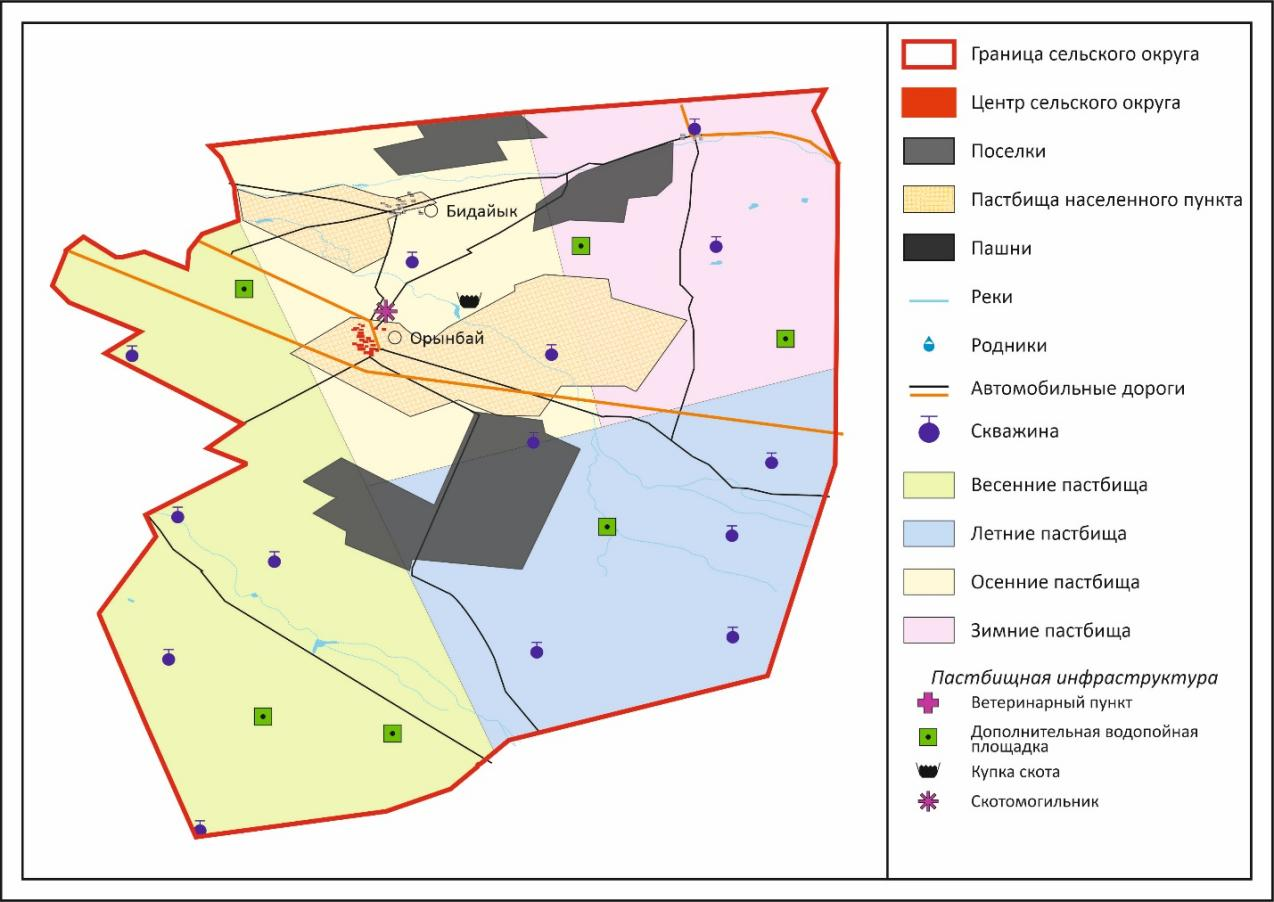 Бидайык
Орынбай
Граница сельского округа
Центр сельского округа
Поселки
Пастбища населенного пункта
Пашни
Реки
Родники
Автомобильные дороги
Скважина
Весенние пастбища
Летние пастбища
Осенние пастбища
Зимние пастбища
Пастбищная инфраструктура
Ветеринарный пункт
Дополнительная водопойная
площадка
Купка скота
Скотомогильник